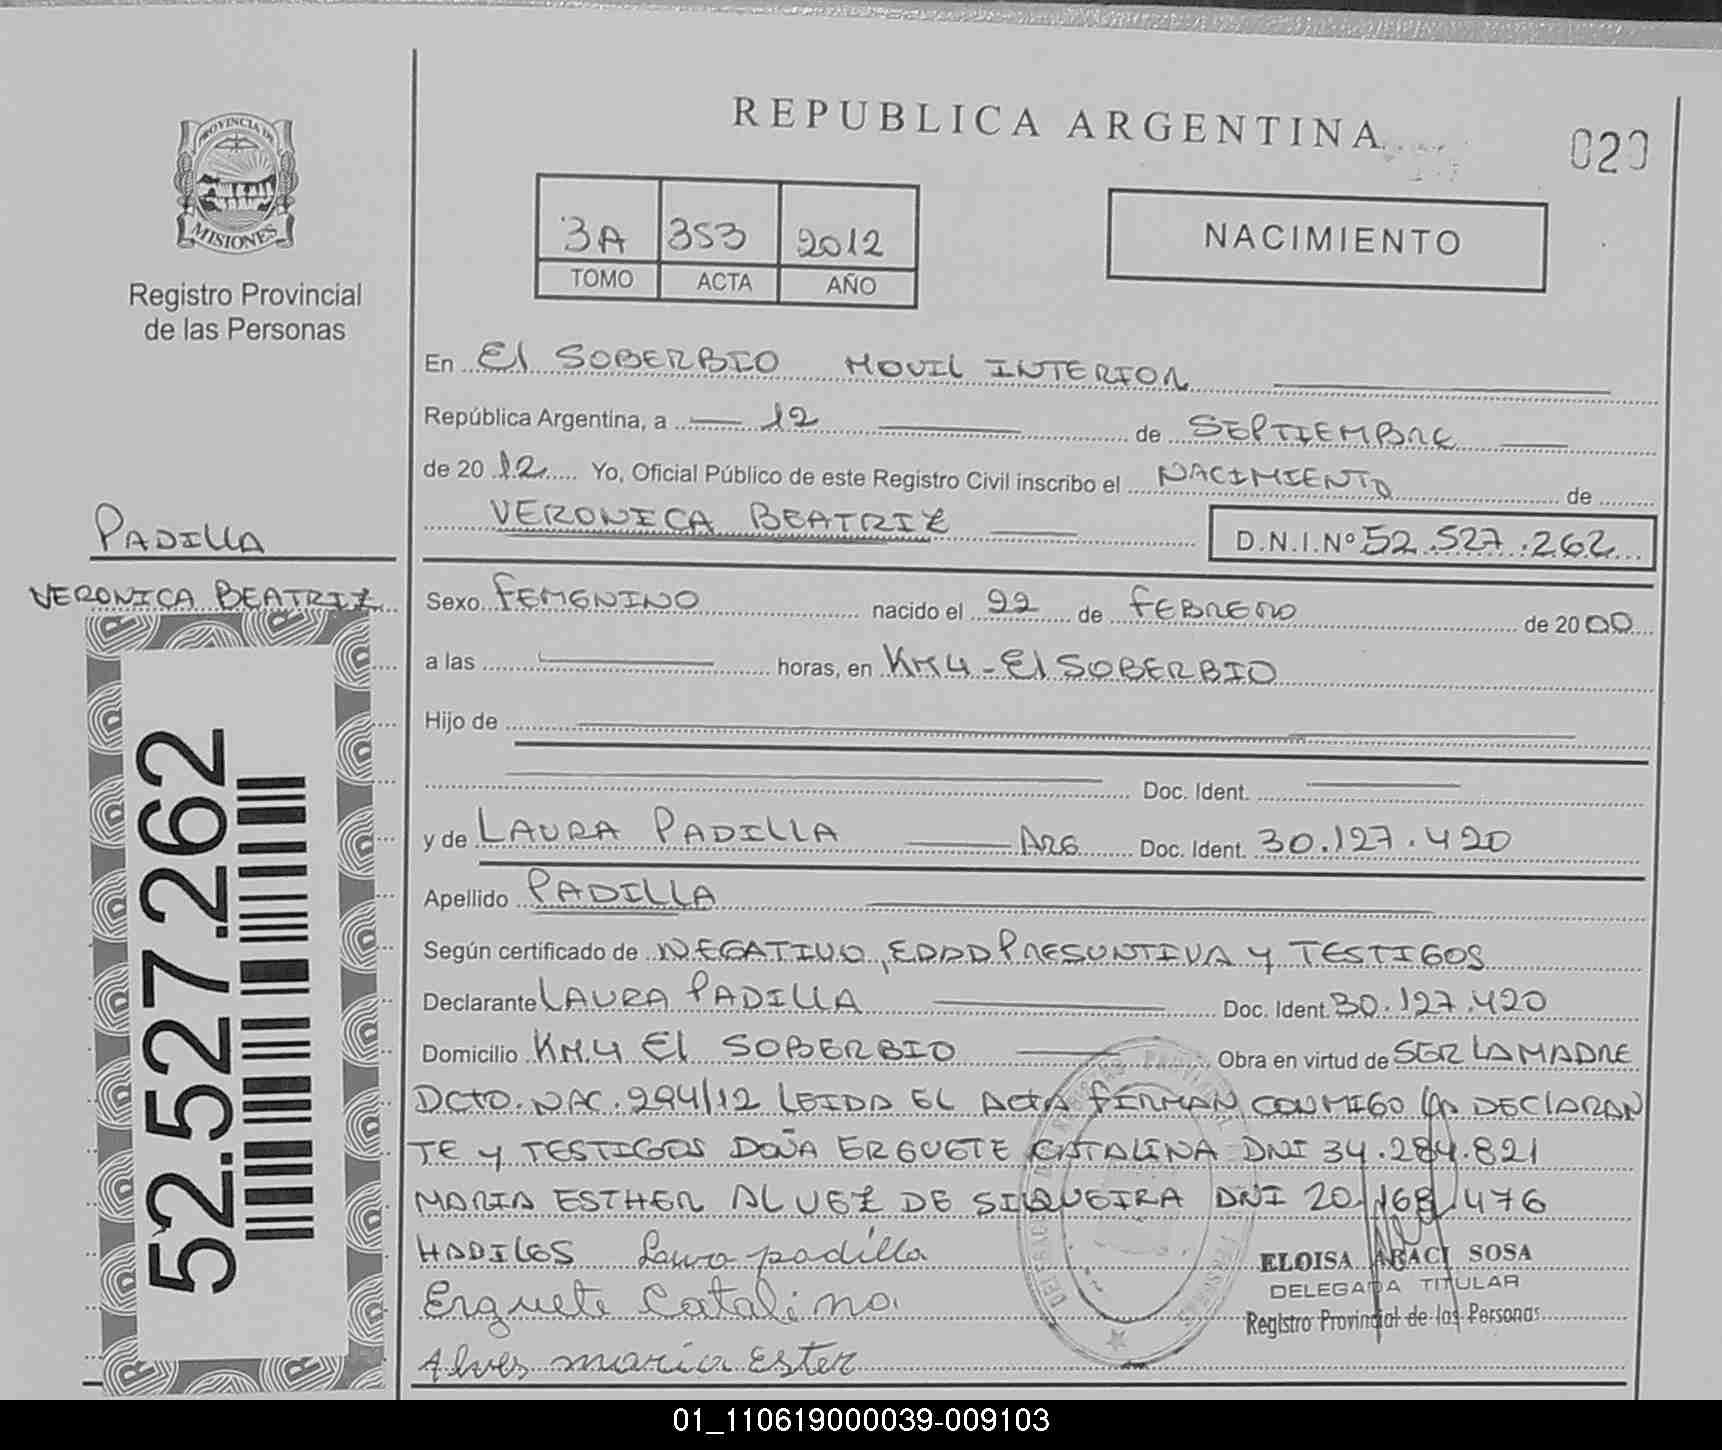 REPUBLICA ARGENTINA
020
PROVINCIA DE
MISIONES
Registro Provincial
de las Personas
3A 353 2012
TOMO ACTA AÑO
NACIMIENTO
En El SOBERBIO MOVIL INTERIOR
República Argentina, a 12 de SEPTIEMBRE
de 20 12 Yo, Oficial Público de este Registro Civil inscribo el NACIMIENTO de
VERONICA BEATRIZ D.N.I.Nº 52.527.262
PADILLA
VERONICA BEATRIZ
52.527.262
Sexo FEMENINO nacido el 22 de FEBRERO de 2000
a las horas, en KM4 - El SOBERBIO
Hijo de
Doc. Ident.
y de LAURA PADILLA ARG Doc. Ident. 30.127.420
Apellido PADILLA
Según certificado de NEGATIVO, EDAD PRESUNTIVA Y TESTIGOS
Declarante LAURA PADILLA Doc. Ident. 30.127.420
Domicilio KM.4 El SOBERBIO Obra en virtud de SER LA MADRE
DCTO. NAC. 294/12 LEIDA EL ACTA FIRMAN CONMIGO LA DECLARAN
TE Y TESTIGOS DOÑA ERGUETE CATALINA DNI 34.284.821
MARIA ESTHER ALVEZ DE SIQUEIRA DNI 20.168.476
HABILES Laura padilla
Erguete Catalina
Alves maria Ester
ELOISA ARACI SOSA
DELEGADA TITULAR
Registro Provincial de las Personas
01_110619000039-009103